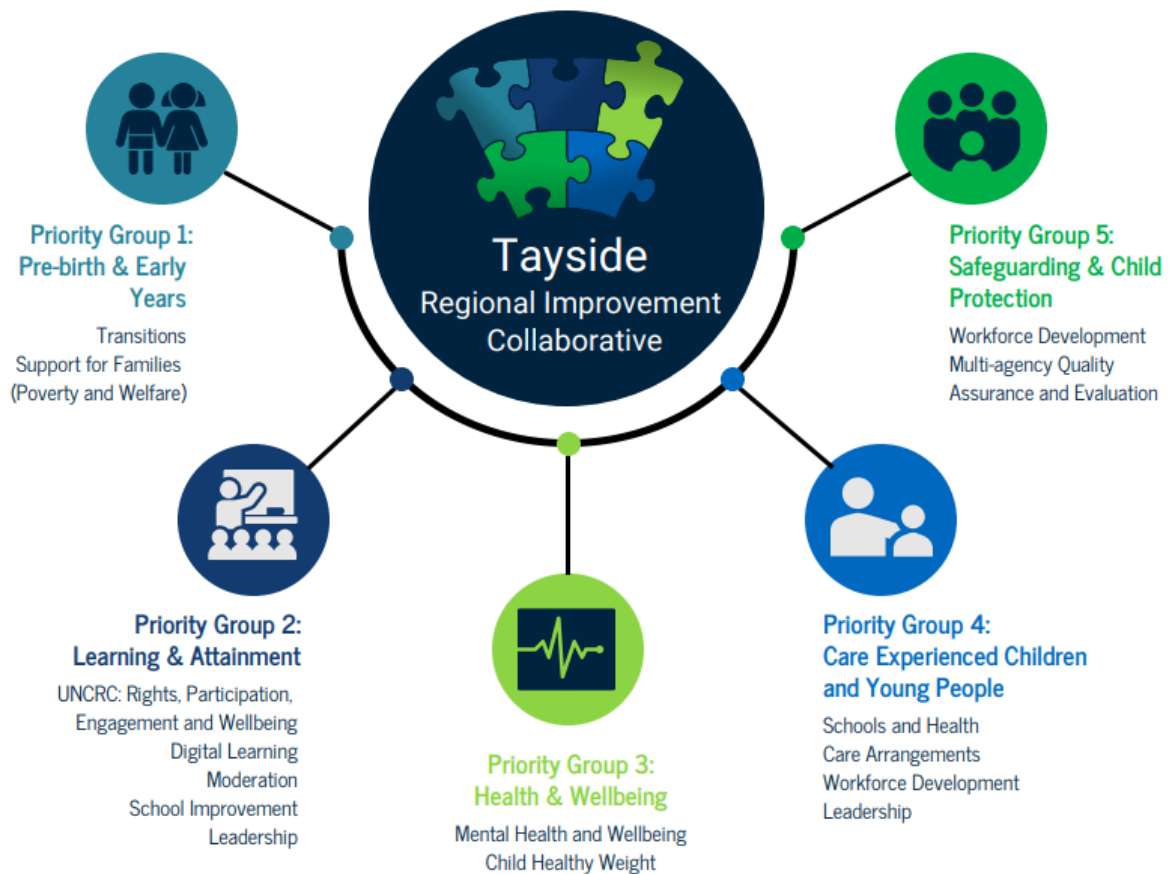 Tayside
Regional Improvement
Collaborative
Priority Group 1:
Pre-birth & Early
Years
Transitions
Support for Families
(Poverty and Welfare)
Priority Group 2:
Learning & Attainment
UNCRC: Rights, Participation,
Engagement and Wellbeing
Digital Learning
Moderation
School Improvement
Leadership
Priority Group 3:
Health & Wellbeing
Mental Health and Wellbeing
Child Healthy Weight
Priority Group 4:
Care Experienced Children
and Young People
Schools and Health
Care Arrangements
Workforce Development
Leadership
Priority Group 5:
Safeguarding & Child
Protection
Workforce Development
Multi-agency Quality
Assurance and Evaluation